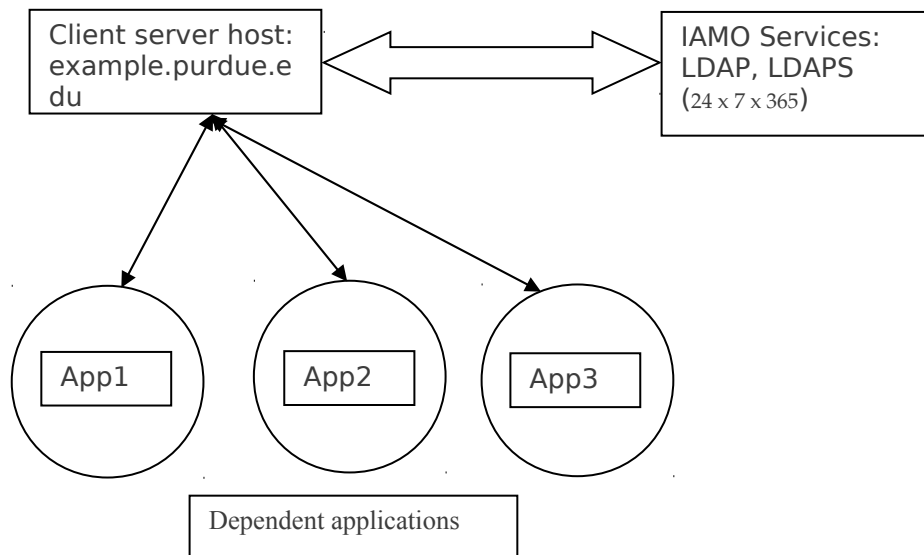 Client server host:
example.purdue.e
du
IAMO Services:
LDAP, LDAPS
(24 x 7 x 365)
App1
App2
App3
Dependent applications